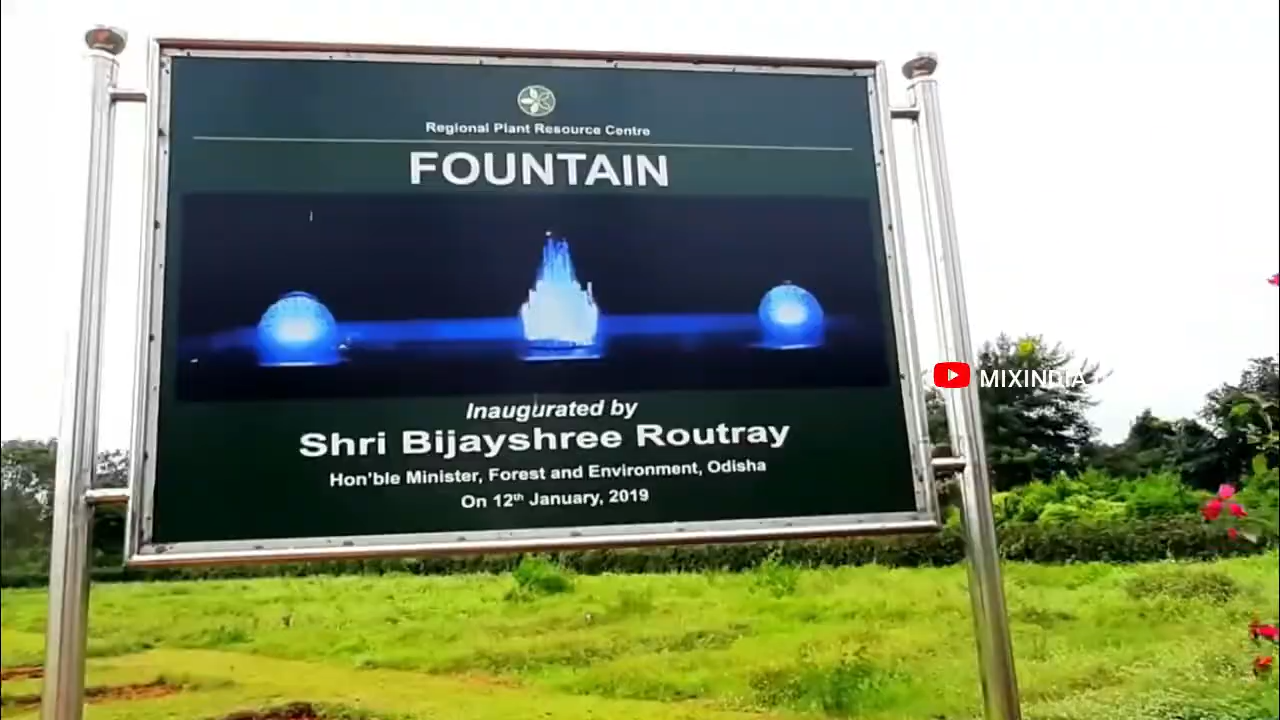 Regional Plant Resource Centre
FOUNTAIN
Inaugurated by
Shri Bijayshree Routray
Hon'ble Minister, Forest and Environment, Odisha
On 12th January, 2019
MIXINDIA